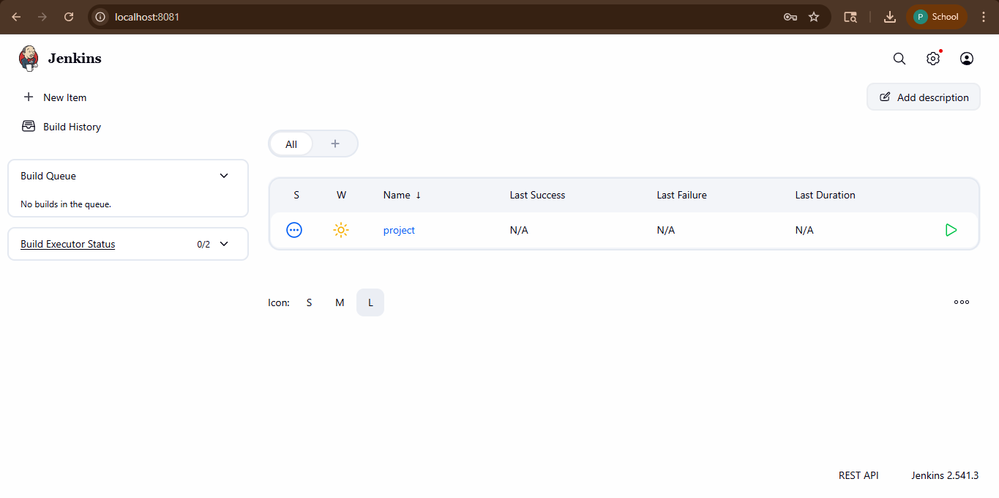 localhost:8081
P School
Jenkins
New Item
Add description
Build History
All +
Build Queue
No builds in the queue.
Build Executor Status 0/2
S W Name ↓ Last Success Last Failure Last Duration
project N/A N/A N/A
Icon: S M L
REST API Jenkins 2.541.3